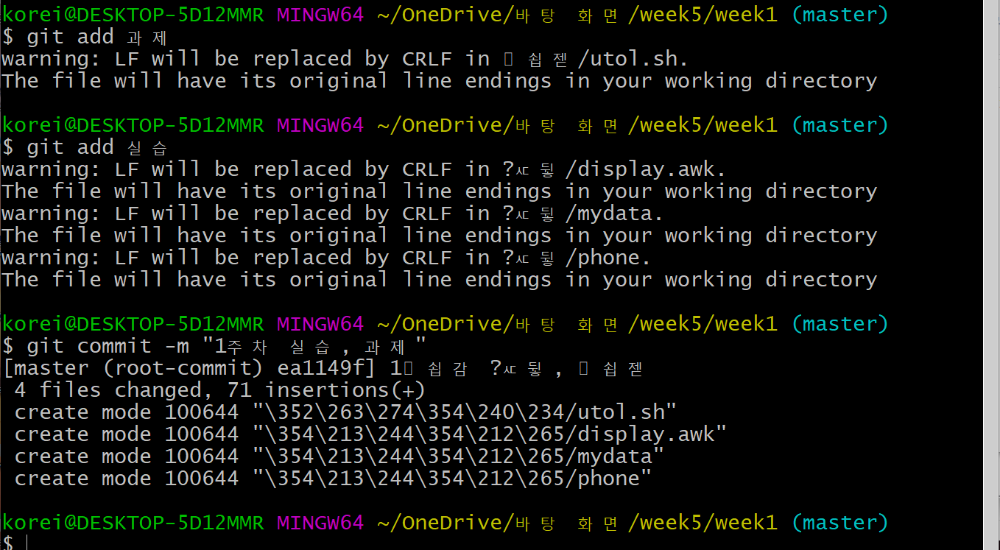 korei@DESKTOP-5D12MMR MINGW64 ~/OneDrive/바탕 화면/week5/week1 (master)
$ git add 과제
warning: LF will be replaced by CRLF in 쉽젠/utol.sh.
The file will have its original line endings in your working directory
korei@DESKTOP-5D12MMR MINGW64 ~/OneDrive/바탕 화면/week5/week1 (master)
$ git add 실습
warning: LF will be replaced by CRLF in ?ㅼ뒿/display.awk.
The file will have its original line endings in your working directory
warning: LF will be replaced by CRLF in ?ㅼ뒿/mydata.
The file will have its original line endings in your working directory
warning: LF will be replaced by CRLF in ?ㅼ뒿/phone.
The file will have its original line endings in your working directory
korei@DESKTOP-5D12MMR MINGW64 ~/OneDrive/바탕 화면/week5/week1 (master)
$ git commit -m "1주차 실습, 과제"
[master (root-commit) ea1149f] 1 쉽감 ?ㅼ뒿, 쉽젠
 4 files changed, 71 insertions(+)
 create mode 100644 "\352\263\274\354\240\234/utol.sh"
 create mode 100644 "\354\213\244\354\212\265/display.awk"
 create mode 100644 "\354\213\244\354\212\265/mydata"
 create mode 100644 "\354\213\244\354\212\265/phone"
korei@DESKTOP-5D12MMR MINGW64 ~/OneDrive/바탕 화면/week5/week1 (master)
$